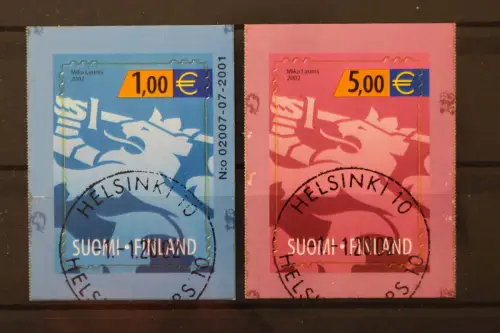 Mika Launis
2002
1,00 €
N:o 02007-07-2001
SUOMI•FINLAND
HELSINKI 10
Mika Launis
2002
5,00 €
SUOMI•FINLAND
HELSINKI 10